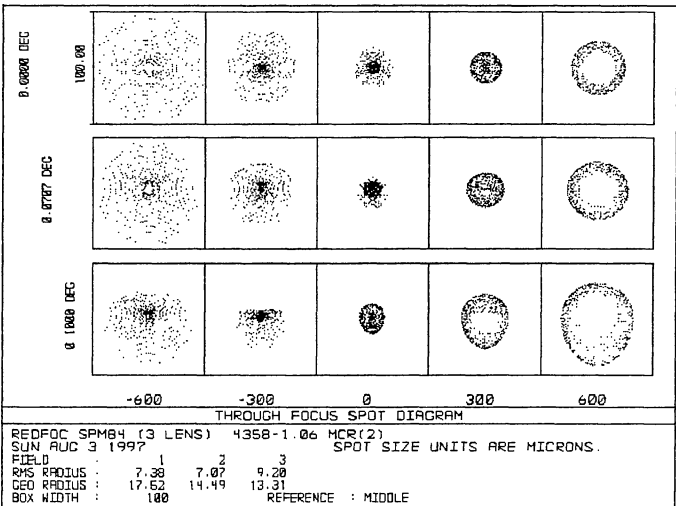 0.0000 DEG
100.00
0.0707 DEG
0.1000 DEG
-600 -300 0 300 600
THROUGH FOCUS SPOT DIAGRAM
REDFOC SPM84 (3 LENS) 4358-1.06 MCR(2)
SUN AUG 3 1997 SPOT SIZE UNITS ARE MICRONS.
FIELD : 1 2 3
RMS RADIUS : 7.38 7.07 9.20
GEO RADIUS : 17.62 14.49 13.31
BOX WIDTH : 100 REFERENCE : MIDDLE